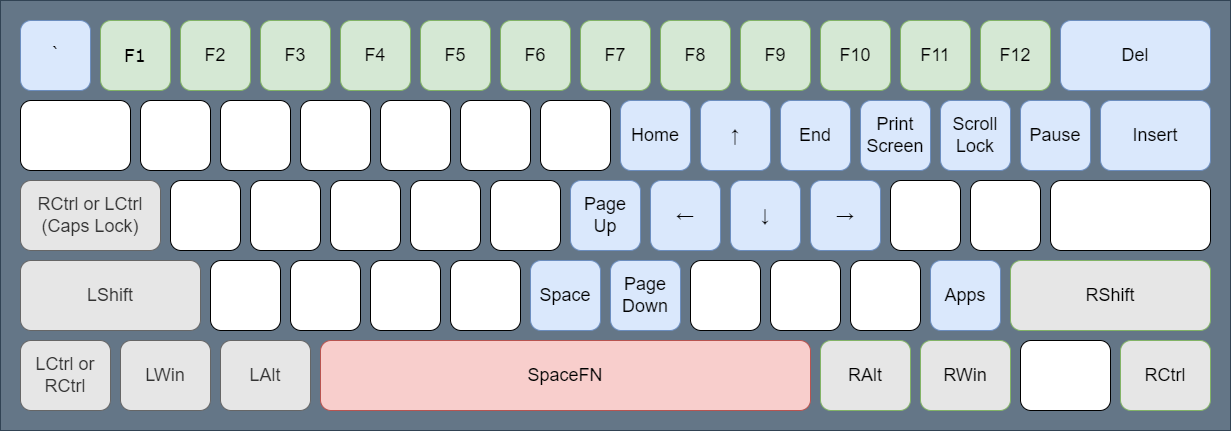 `
F1
F2
F3
F4
F5
F6
F7
F8
F9
F10
F11
F12
Del
Home
↑
End
Print
Screen
Scroll
Lock
Pause
Insert
RCtrl or LCtrl
(Caps Lock)
Page
Up
←
↓
→
LShift
Space
Page
Down
Apps
RShift
LCtrl or
RCtrl
LWin
LAlt
SpaceFN
RAlt
RWin
RCtrl